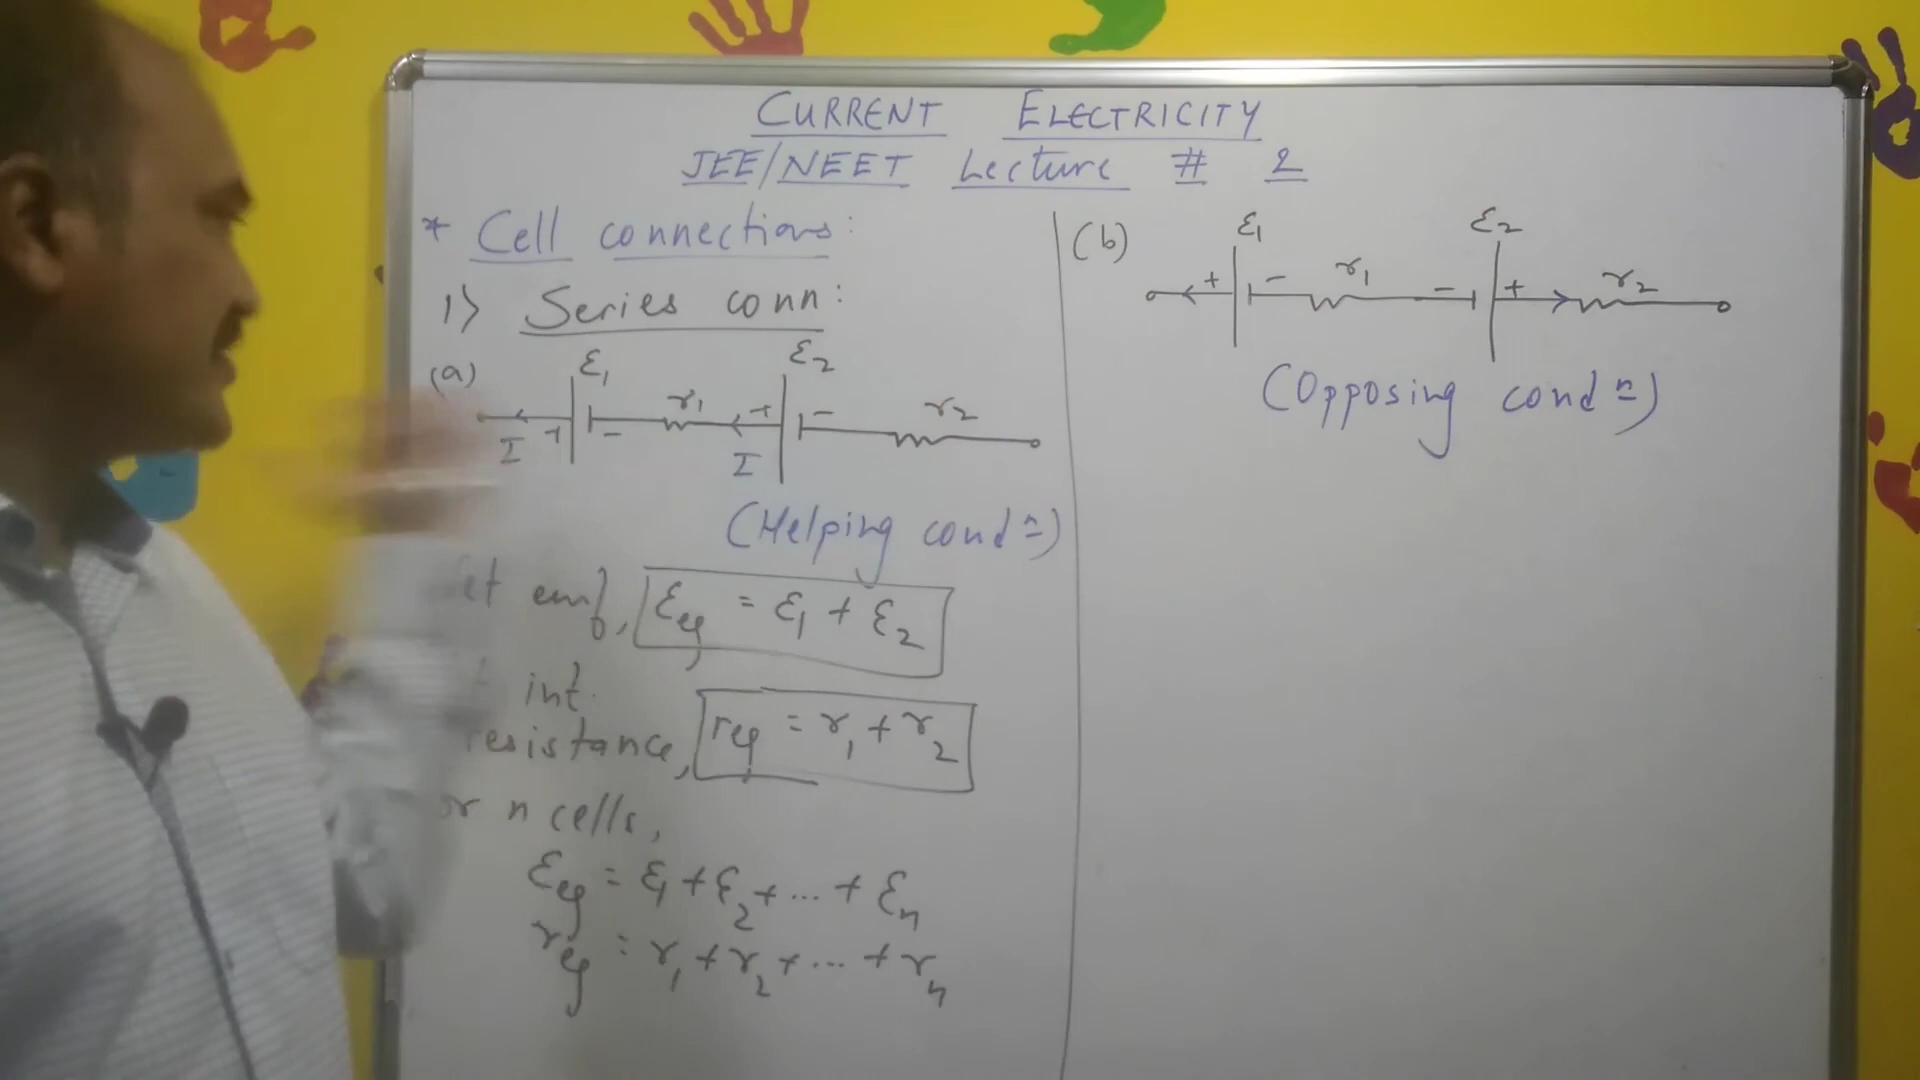 CURRENT ELECTRICITY
JEE/NEET Lecture # 2
* Cell connections:
1) Series conn:
(a) ε₁ ε₂
r₁ + - r₂
I + - I
(Helping cond=ⁿ)
et emf, εeq = ε₁ + ε₂
int.
resistance, req = r₁ + r₂
or n cells,
εeq = ε₁ + ε₂ + ... + εn
req = r₁ + r₂ + ... + rn
(b) ε₁ ε₂
+ - r₁ - + r₂
(Opposing cond=ⁿ)